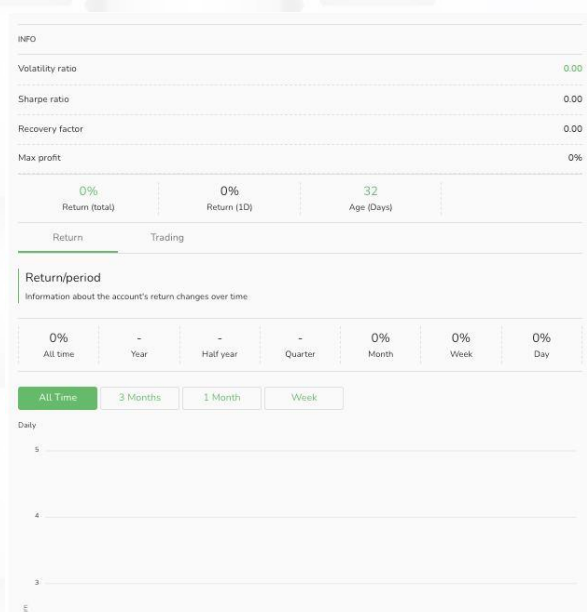 INFO
Volatility ratio 0.00
Sharpe ratio 0.00
Recovery factor 0.00
Max profit 0%
0% 0% 32
Return (total) Return (1D) Age (Days)
Return Trading
Return/period
Information about the account's return changes over time
0% - - - 0% 0% 0%
All time Year Half year Quarter Month Week Day
All Time 3 Months 1 Month Week
Daily
5
4
3